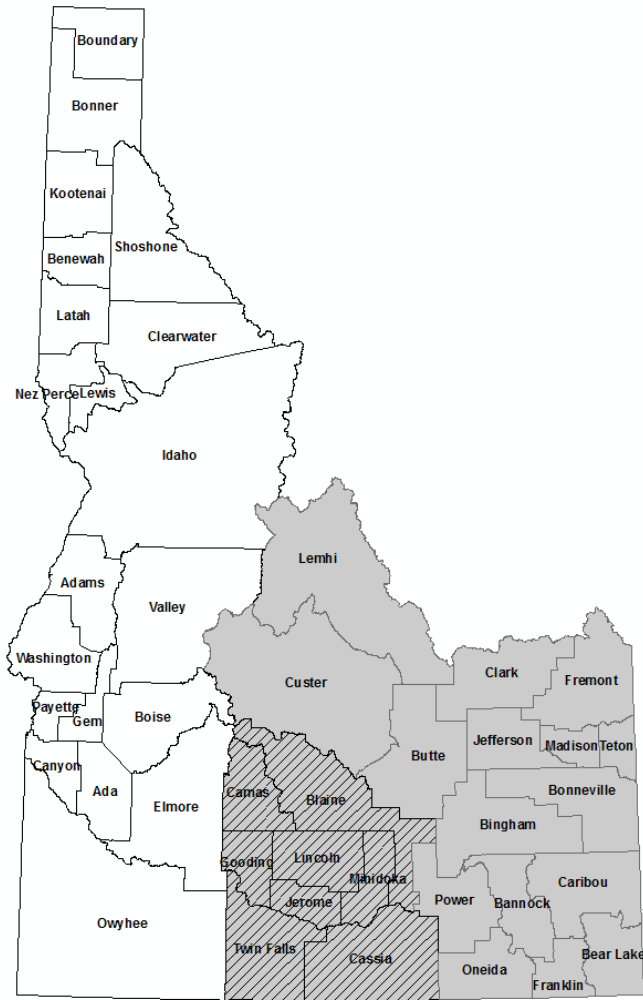 Boundary
Bonner
Kootenai
Shoshone
Benewah
Latah
Clearwater
Nez Perce
Lewis
Idaho
Lemhi
Adams
Valley
Washington
Custer
Clark
Fremont
Payette
Gem
Boise
Jefferson
Madison
Teton
Butte
Canyon
Ada
Elmore
Camas
Blaine
Bonneville
Bingham
Gooding
Lincoln
Minidoka
Caribou
Jerome
Power
Bannock
Owyhee
Twin Falls
Cassia
Bear Lake
Oneida
Franklin